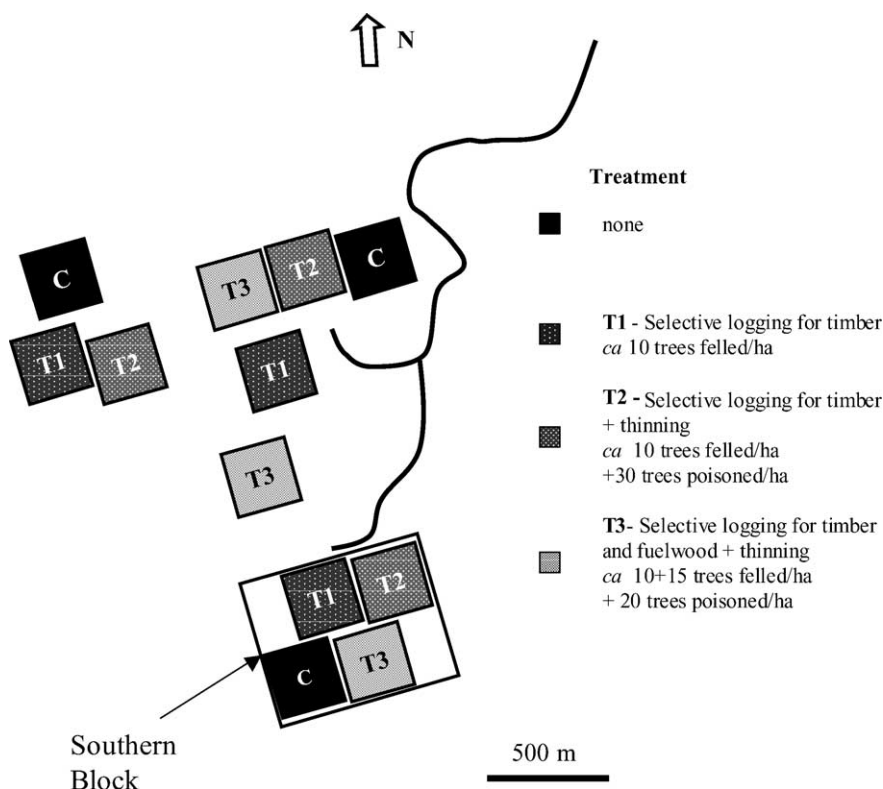 N
Treatment
none
T1 - Selective logging for timber
ca 10 trees felled/ha
T2 - Selective logging for timber
+ thinning
ca 10 trees felled/ha
+30 trees poisoned/ha
T3- Selective logging for timber
and fuelwood + thinning
ca 10+15 trees felled/ha
+ 20 trees poisoned/ha
C
T3
T2
C
T1
T2
T1
T3
T1
T2
C
T3
Southern
Block
500 m